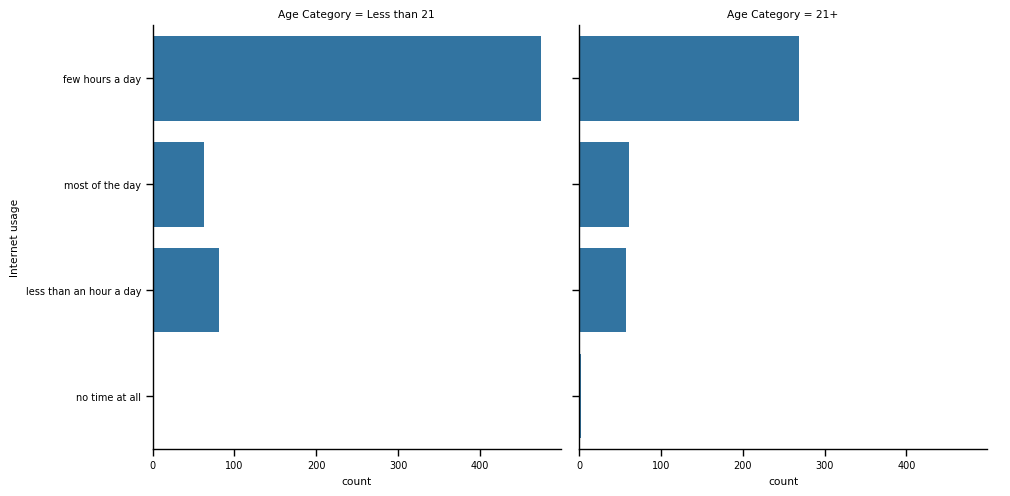 Age Category = Less than 21
Age Category = 21+
Internet usage
few hours a day
most of the day
less than an hour a day
no time at all
0 100 200 300 400
0 100 200 300 400
count
count